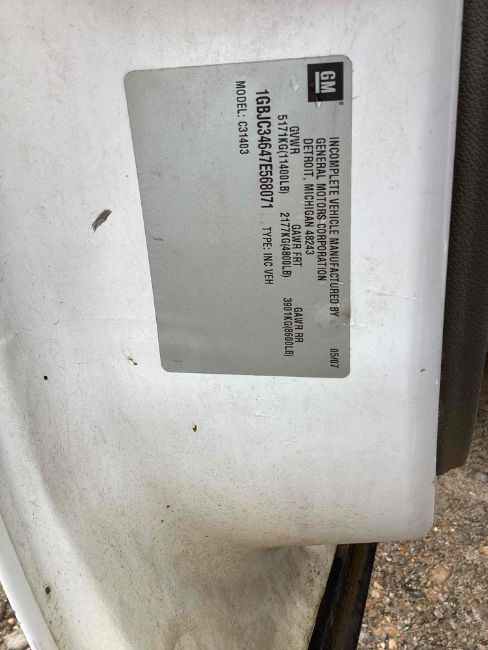 GM
INCOMPLETE VEHICLE MANUFACTURED BY 05/07
GENERAL MOTORS CORPORATION
DETROIT, MICHIGAN 48243
GVWR GAWR FRT GAWR RR
5171KG(11400LB) 2177KG(4800LB) 3901KG(8600LB)
1GBJC34647E568071 TYPE: INC VEH
MODEL: C31403